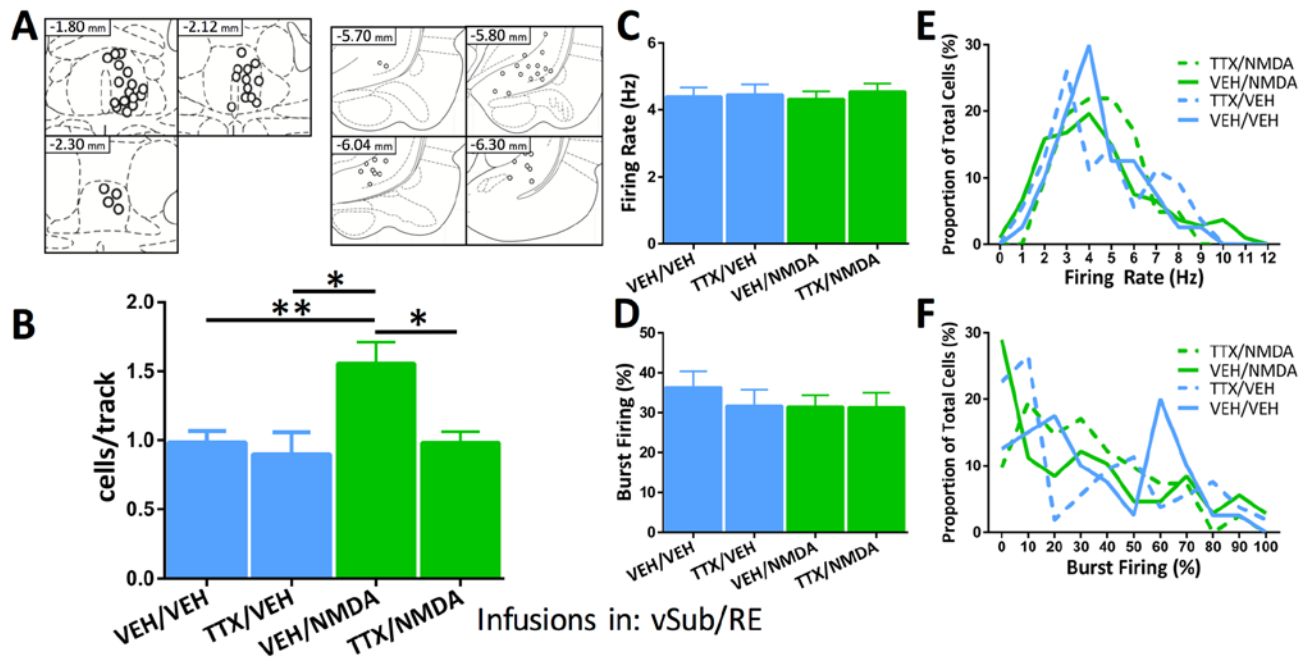 A
-1.80 mm
-2.12 mm
-2.30 mm
-5.70 mm
-5.80 mm
-6.04 mm
-6.30 mm
B
cells/track
2.0
1.5
1.0
0.5
0.0
*
**
*
VEH/VEH
TTX/VEH
VEH/NMDA
TTX/NMDA
Infusions in: vSub/RE
C
Firing Rate (Hz)
6
4
2
0
VEH/VEH
TTX/VEH
VEH/NMDA
TTX/NMDA
D
Burst Firing (%)
50
40
30
20
10
0
VEH/VEH
TTX/VEH
VEH/NMDA
TTX/NMDA
E
Proportion of Total Cells (%)
30
20
10
0
TTX/NMDA
VEH/NMDA
TTX/VEH
VEH/VEH
0 1 2 3 4 5 6 7 8 9 10 11 12
Firing Rate (Hz)
F
Proportion of Total Cells (%)
30
20
10
0
TTX/NMDA
VEH/NMDA
TTX/VEH
VEH/VEH
0 10 20 30 40 50 60 70 80 90 100
Burst Firing (%)